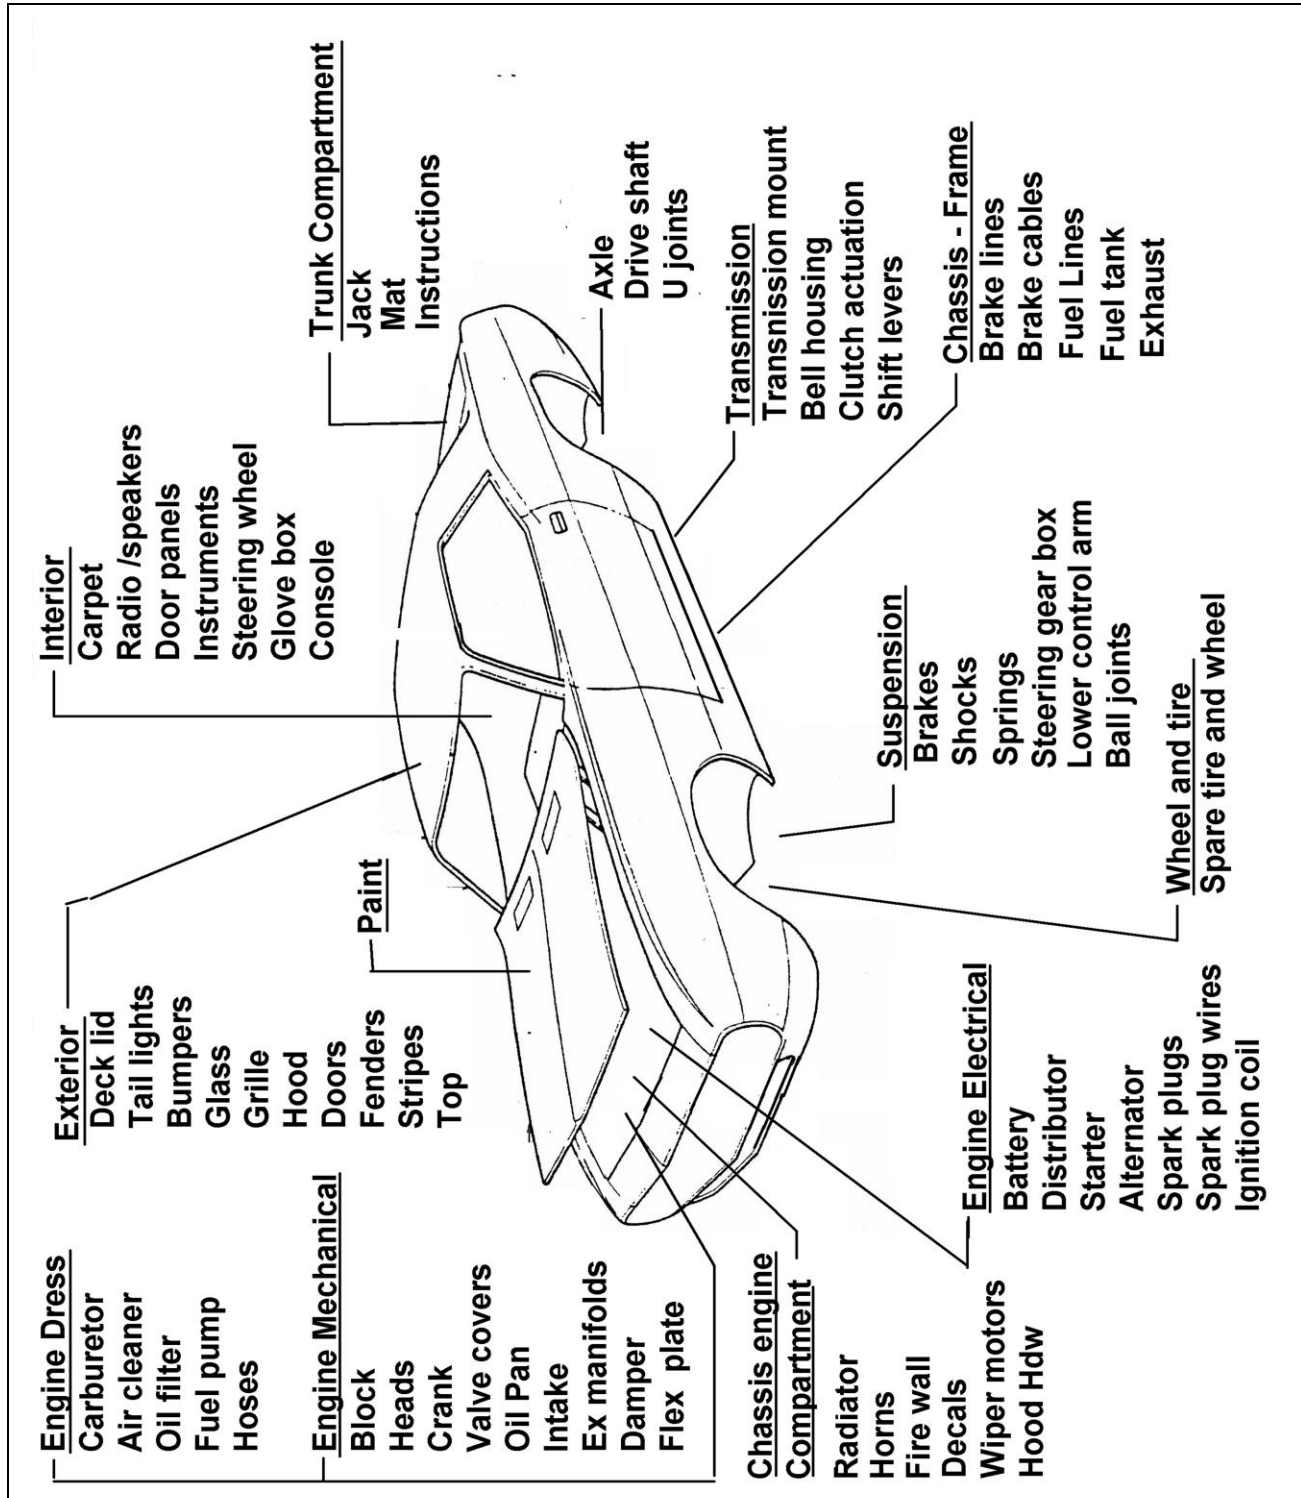 Engine Dress
Carburetor
Air cleaner
Oil filter
Fuel pump
Hoses
Engine Mechanical
Block
Heads
Crank
Valve covers
Oil Pan
Intake
Ex manifolds
Damper
Flex plate
Chassis engine
Compartment
Radiator
Horns
Fire wall
Decals
Wiper motors
Hood Hdw
Exterior
Deck lid
Tail lights
Bumpers
Glass
Grille
Hood
Doors
Fenders
Stripes
Top
Paint
Engine Electrical
Battery
Distributor
Starter
Alternator
Spark plugs
Spark plug wires
Ignition coil
Interior
Carpet
Radio /speakers
Door panels
Instruments
Steering wheel
Glove box
Console
Suspension
Brakes
Shocks
Springs
Steering gear box
Lower control arm
Ball joints
Wheel and tire
Spare tire and wheel
Trunk Compartment
Jack
Mat
Instructions
Axle
Drive shaft
U joints
Transmission
Transnission mount
Bell housing
Clutch actuation
Shift levers
Chassis - Frame
Brake lines
Brake cables
Fuel Lines
Fuel tank
Exhaust